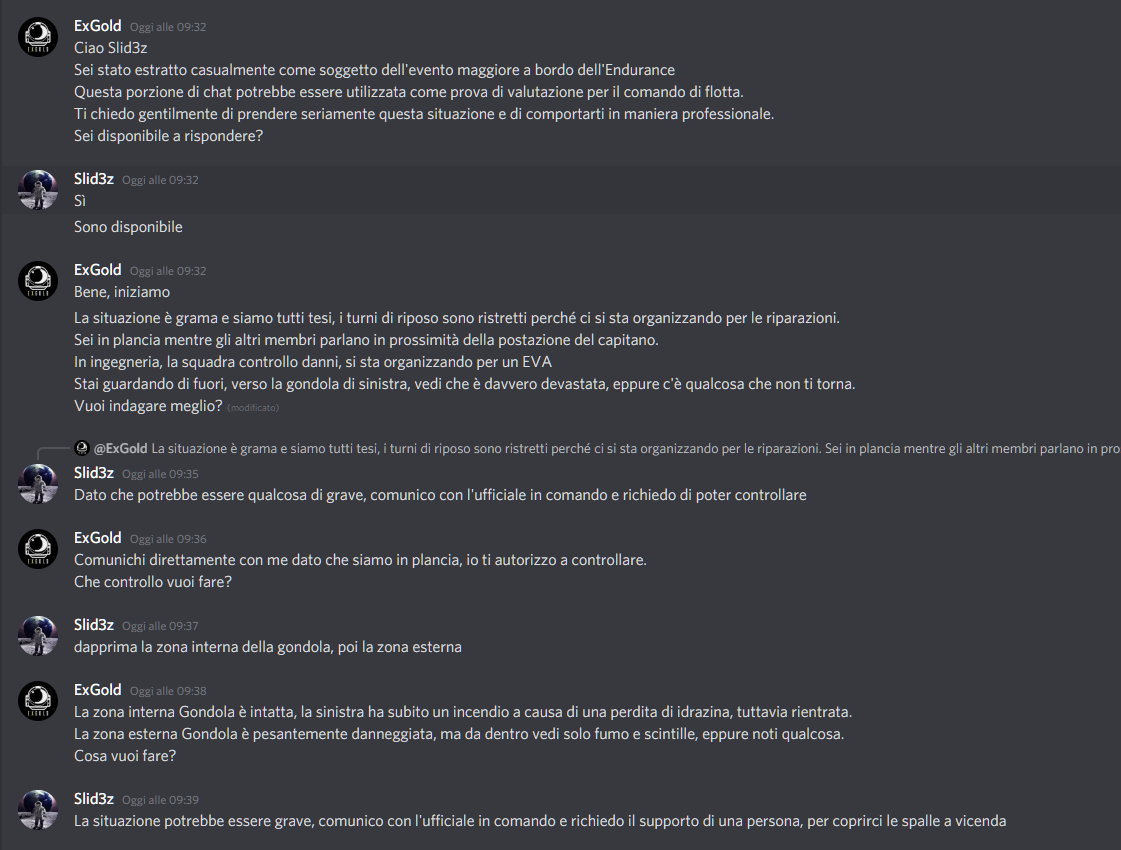 ExGold Oggi alle 09:32
Ciao Slid3z
Sei stato estratto casualmente come soggetto dell'evento maggiore a bordo dell'Endurance
Questa porzione di chat potrebbe essere utilizzata come prova di valutazione per il comando di flotta.
Ti chiedo gentilmente di prendere seriamente questa situazione e di comportarti in maniera professionale.
Sei disponibile a rispondere?
Slid3z Oggi alle 09:32
Sì
Sono disponibile
ExGold Oggi alle 09:32
Bene, iniziamo
La situazione è grama e siamo tutti tesi, i turni di riposo sono ristretti perché ci si sta organizzando per le riparazioni.
Sei in plancia mentre gli altri membri parlano in prossimità della postazione del capitano.
In ingegneria, la squadra controllo danni, si sta organizzando per un EVA
Stai guardando di fuori, verso la gondola di sinistra, vedi che è davvero devastata, eppure c'è qualcosa che non ti torna.
Vuoi indagare meglio? (modificato)
@ExGold La situazione è grama e siamo tutti tesi, i turni di riposo sono ristretti perché ci si sta organizzando per le riparazioni. Sei in plancia mentre gli altri membri parlano in pro
Slid3z Oggi alle 09:35
Dato che potrebbe essere qualcosa di grave, comunico con l'ufficiale in comando e richiedo di poter controllare
ExGold Oggi alle 09:36
Comunichi direttamente con me dato che siamo in plancia, io ti autorizzo a controllare.
Che controllo vuoi fare?
Slid3z Oggi alle 09:37
dapprima la zona interna della gondola, poi la zona esterna
ExGold Oggi alle 09:38
La zona interna Gondola è intatta, la sinistra ha subito un incendio a causa di una perdita di idrazina, tuttavia rientrata.
La zona esterna Gondola è pesantemente danneggiata, ma da dentro vedi solo fumo e scintille, eppure noti qualcosa.
Cosa vuoi fare?
Slid3z Oggi alle 09:39
La situazione potrebbe essere grave, comunico con l'ufficiale in comando e richiedo il supporto di una persona, per coprirci le spalle a vicenda